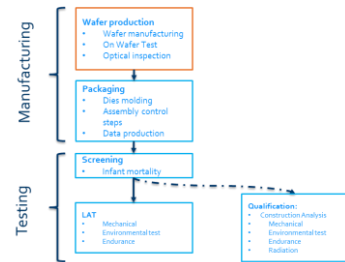 Manufacturing
Wafer production
• Wafer manufacturing
• On Wafer Test
• Optical inspection
Packaging
• Dies molding
• Assembly control
steps
• Data production
Testing
Screening
• Infant mortality
LAT
• Mechanical
• Environmental test
• Endurance
Qualification:
• Construction Analysis
• Mechanical
• Environmental test
• Endurance
• Radiation